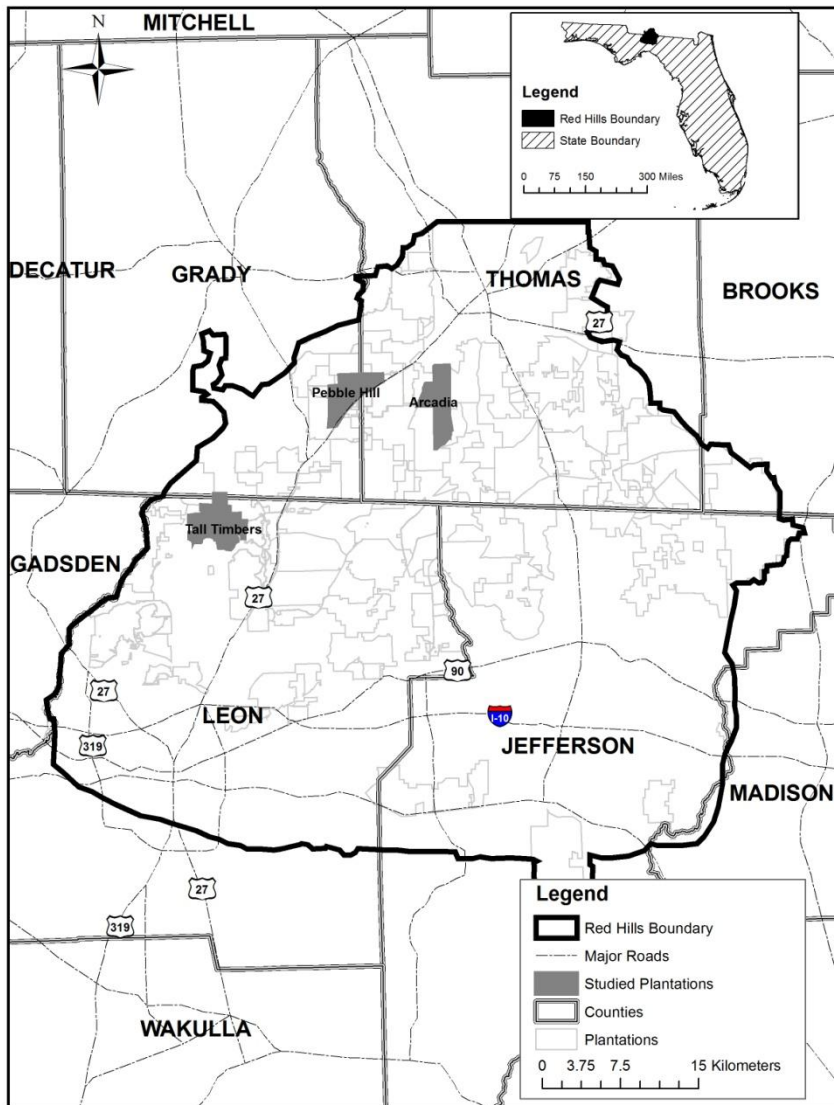 N
MITCHELL
Legend
Red Hills Boundary
State Boundary
0 75 150 300 Miles
DECATUR
GRADY
THOMAS
BROOKS
27
Pebble Hill
Arcadia
Tall Timbers
GADSDEN
27
90
27
LEON
I-10
319
JEFFERSON
MADISON
27
319
WAKULLA
Legend
Red Hills Boundary
Major Roads
Studied Plantations
Counties
Plantations
0 3.75 7.5 15 Kilometers